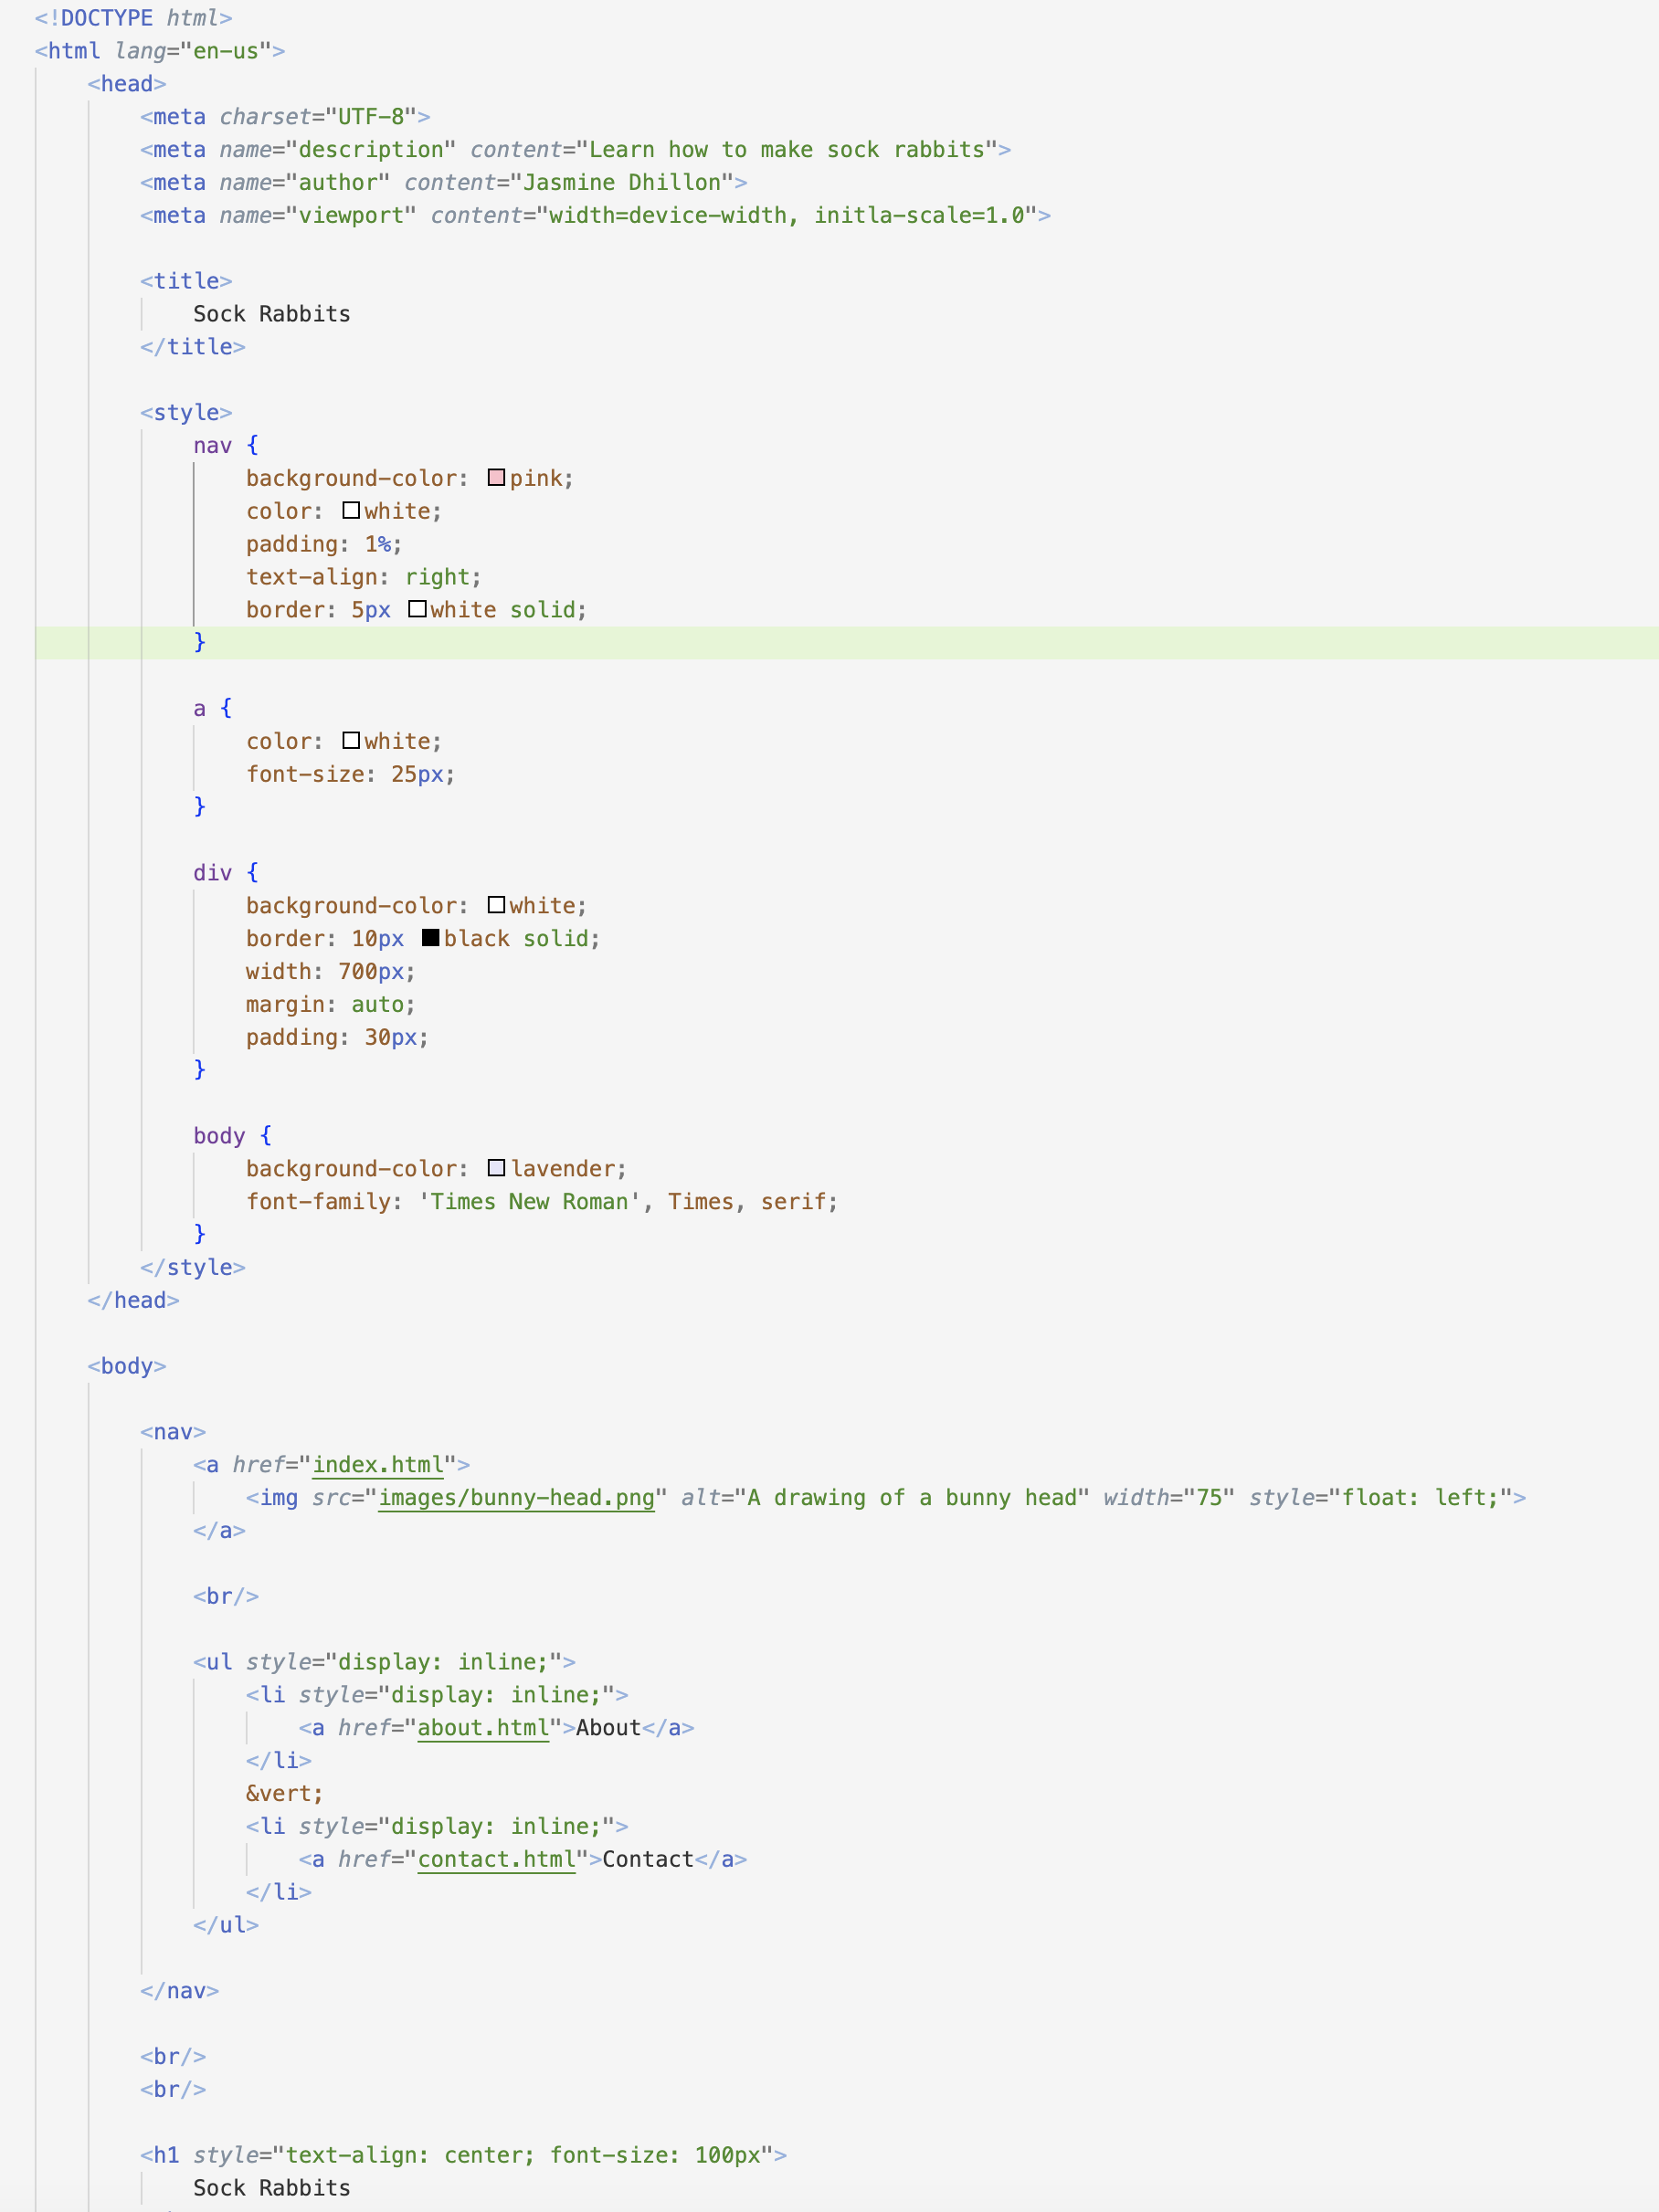 <!DOCTYPE html>
<html lang="en-us">
    <head>
        <meta charset="UTF-8">
        <meta name="description" content="Learn how to make sock rabbits">
        <meta name="author" content="Jasmine Dhillon">
        <meta name="viewport" content="width=device-width, initla-scale=1.0">

        <title>
            Sock Rabbits
        </title>

        <style>
            nav {
                background-color: pink;
                color: white;
                padding: 1%;
                text-align: right;
                border: 5px white solid;
            }

            a {
                color: white;
                font-size: 25px;
            }

            div {
                background-color: white;
                border: 10px black solid;
                width: 700px;
                margin: auto;
                padding: 30px;
            }

            body {
                background-color: lavender;
                font-family: 'Times New Roman', Times, serif;
            }
        </style>
    </head>

    <body>

        <nav>
            <a href="index.html">
                <img src="images/bunny-head.png" alt="A drawing of a bunny head" width="75" style="float: left;">
            </a>

            <br/>

            <ul style="display: inline;">
                <li style="display: inline;">
                    <a href="about.html">About</a>
                </li>
                &vert;
                <li style="display: inline;">
                    <a href="contact.html">Contact</a>
                </li>
            </ul>

        </nav>

        <br/>
        <br/>

        <h1 style="text-align: center; font-size: 100px">
            Sock Rabbits